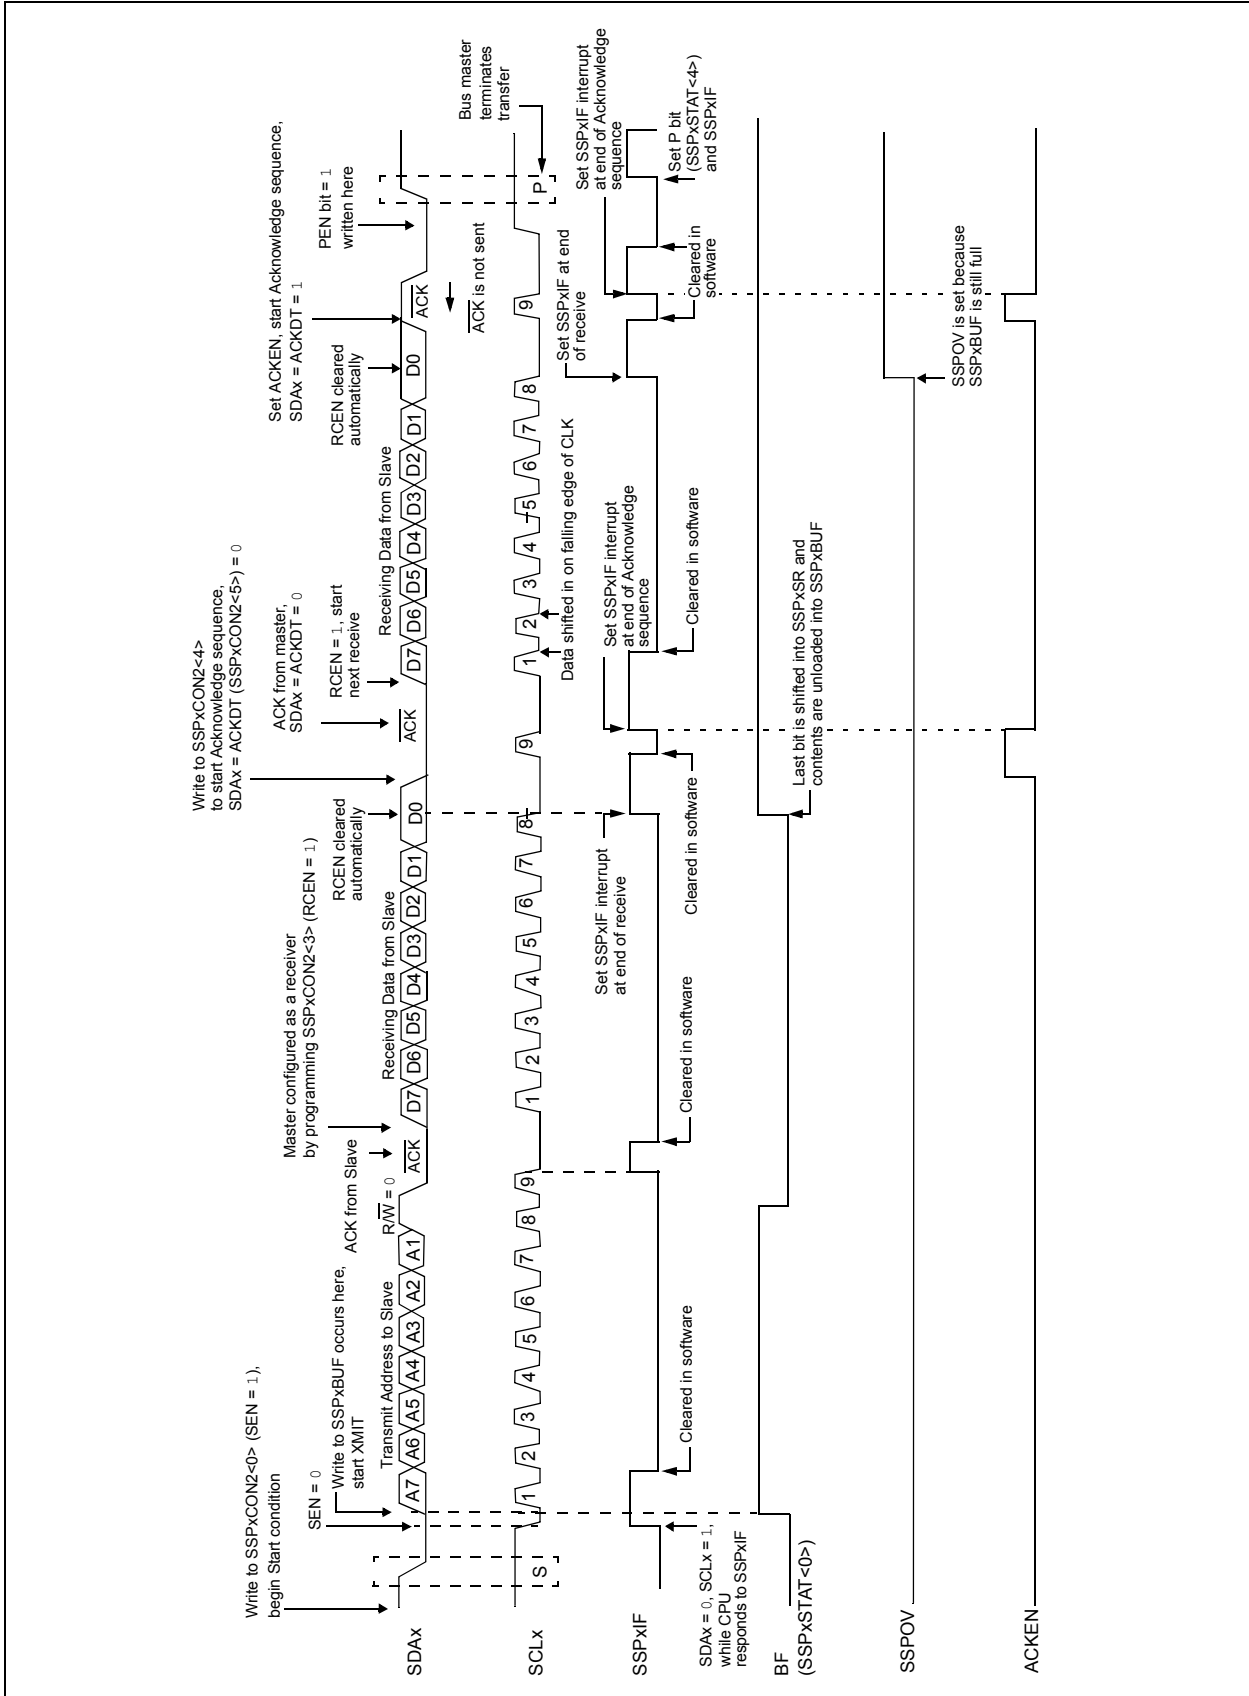 Write to SSPxCON2<0> (SEN = 1),
begin Start condition
SEN = 0
Write to SSPxBUF occurs here,
start XMIT
Transmit Address to Slave
R/W = 0
ACK from Slave
Master configured as a receiver
by programming SSPxCON2<3> (RCEN = 1)
Receiving Data from Slave
RCEN cleared
automatically
Write to SSPxCON2<4>
to start Acknowledge sequence,
SDAx = ACKDT (SSPxCON2<5>) = 0
ACK from master,
SDAx = ACKDT = 0
RCEN = 1, start
next receive
Receiving Data from Slave
RCEN cleared
automatically
Set ACKEN, start Acknowledge sequence,
SDAx = ACKDT = 1
PEN bit = 1
written here
SDAx
A7 A6 A5 A4 A3 A2 A1 ACK D7 D6 D5 D4 D3 D2 D1 D0 ACK D7 D6 D5 D4 D3 D2 D1 D0 ACK
ACK is not sent
Bus master
terminates
transfer
SCLx
S 1 2 3 4 5 6 7 8 9 1 2 3 4 5 6 7 8 9 1 2 3 4 5 6 7 8 9 P
Data shifted in on falling edge of CLK
Set SSPxIF interrupt
at end of receive
Set SSPxIF interrupt
at end of Acknowledge
sequence
Set SSPxIF at end
of receive
Set SSPxIF interrupt
at end of Acknowledge
sequence
SSPxIF
SDAx = 0, SCLx = 1,
while CPU
responds to SSPxIF
Cleared in software
Cleared in software
Cleared in software
Cleared in software
Cleared in
software
Set P bit
(SSPxSTAT<4>)
and SSPxIF
BF
(SSPxSTAT<0>)
Last bit is shifted into SSPxSR and
contents are unloaded into SSPxBUF
SSPOV
SSPOV is set because
SSPxBUF is still full
ACKEN